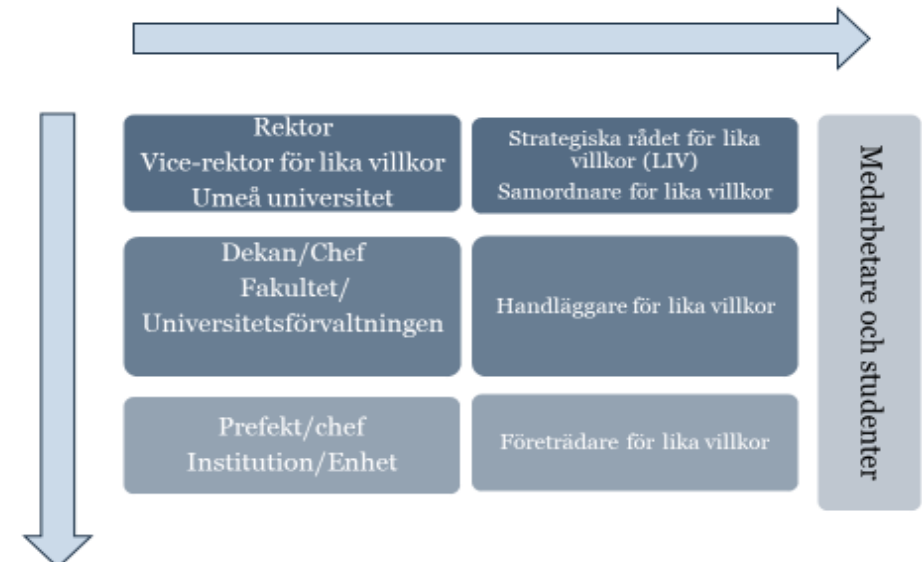 Rektor
Vice-rektor för lika villkor
Umeå universitet
Strategiska rådet för lika
villkor (LIV)
Samordnare för lika villkor
Dekan/Chef
Fakultet/
Universitetsförvaltningen
Handläggare för lika villkor
Prefekt/chef
Institution/Enhet
Företrädare för lika villkor
Medarbetare och studenter